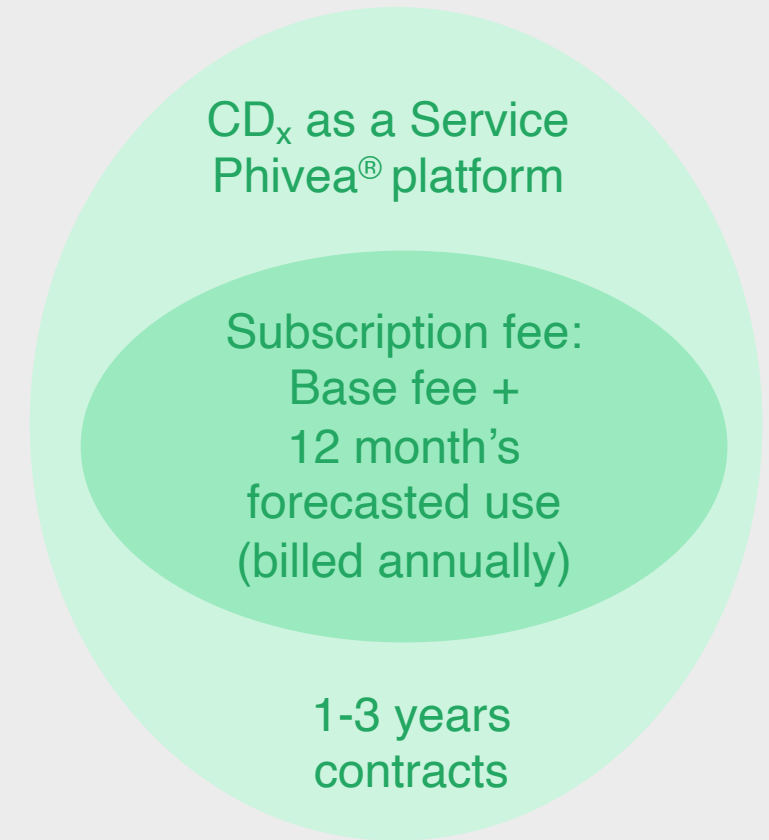 CDₓ as a Service
Phivea® platform
Subscription fee:
Base fee +
12 month’s
forecasted use
(billed annually)
1-3 years
contracts